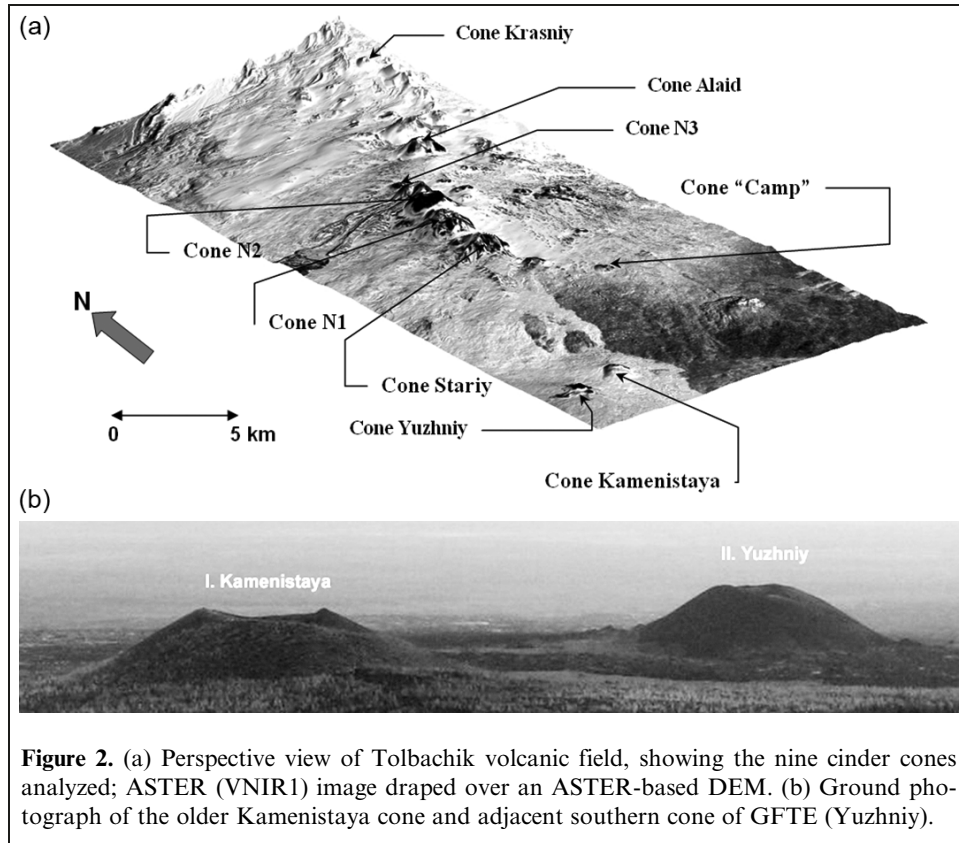 (a)
Cone Krasniy
Cone Alaid
Cone N3
Cone “Camp”
Cone N2
N
Cone N1
Cone Stariy
0 5 km
Cone Yuzhniy
Cone Kamenistaya
(b)
II. Yuzhniy
I. Kamenistaya
Figure 2. (a) Perspective view of Tolbachik volcanic field, showing the nine cinder cones
analyzed; ASTER (VNIR1) image draped over an ASTER-based DEM. (b) Ground pho-
tograph of the older Kamenistaya cone and adjacent southern cone of GFTE (Yuzhniy).